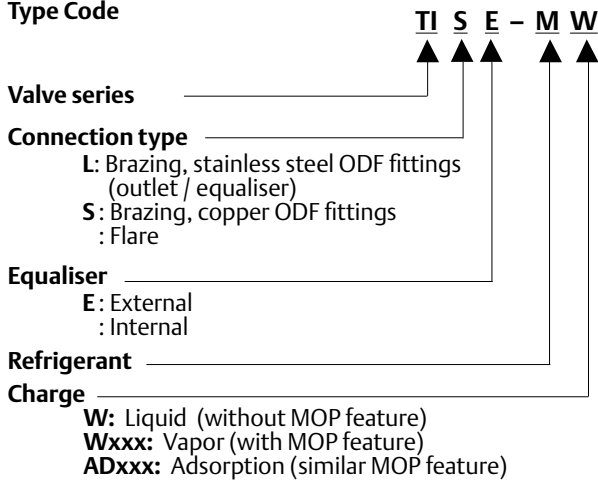 Type Code
TI S E – M W
Valve series
Connection type
L: Brazing, stainless steel ODF fittings
(outlet / equaliser)
S: Brazing, copper ODF fittings
: Flare
Equaliser
E: External
: Internal
Refrigerant
Charge
W: Liquid (without MOP feature)
Wxxx: Vapor (with MOP feature)
ADxxx: Adsorption (similar MOP feature)